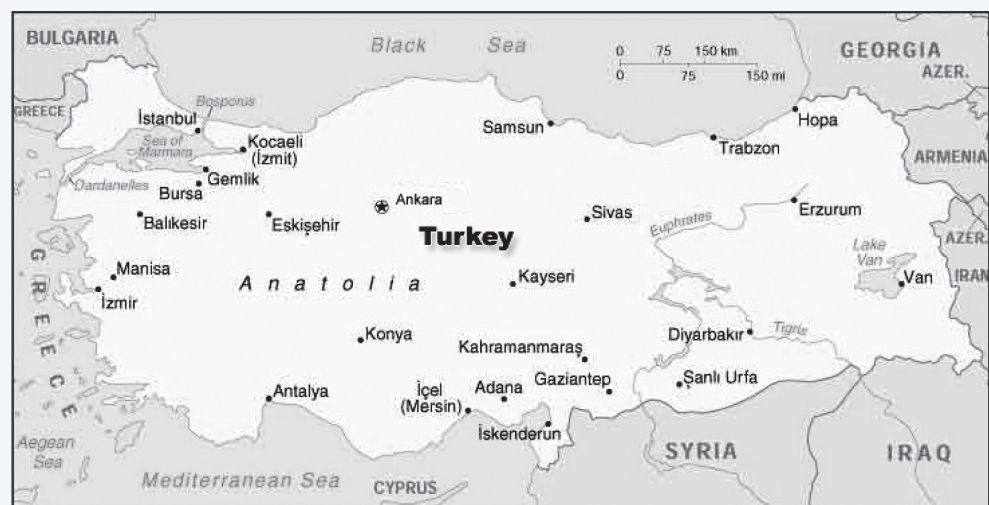 BULGARIA
Black Sea
0 75 150 km
0 75 150 mi
GEORGIA
AZER.
GREECE
Bosporus
İstanbul
Sea of
Marmara
Kocaeli
(İzmit)
Samsun
Hopa
Trabzon
ARMENIA
Dardanelles
Gemlik
Bursa
Ankara
Balıkesir
Eskişehir
Sivas
Euphrates
Erzurum
Turkey
AZER.
Lake
Van
IRAN
Van
GREECE
Manisa
İzmir
Anatolia
Kayseri
Konya
Diyarbakır
Tigris
Kahramanmaraş
Gaziantep
Şanlı Urfa
Antalya
İçel
(Mersin)
Adana
İskenderun
SYRIA
IRAQ
Aegean
Sea
Mediterranean Sea
CYPRUS